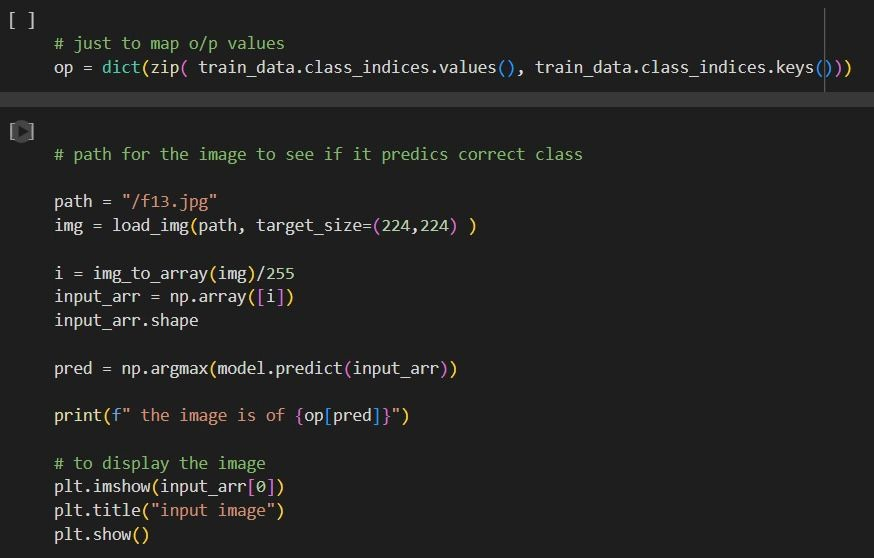 [ ]
# just to map o/p values
op = dict(zip( train_data.class_indices.values(), train_data.class_indices.keys()))
# path for the image to see if it predics correct class
path = "/f13.jpg"
img = load_img(path, target_size=(224,224) )
i = img_to_array(img)/255
input_arr = np.array([i])
input_arr.shape
pred = np.argmax(model.predict(input_arr))
print(f" the image is of {op[pred]}")
# to display the image
plt.imshow(input_arr[0])
plt.title("input image")
plt.show()